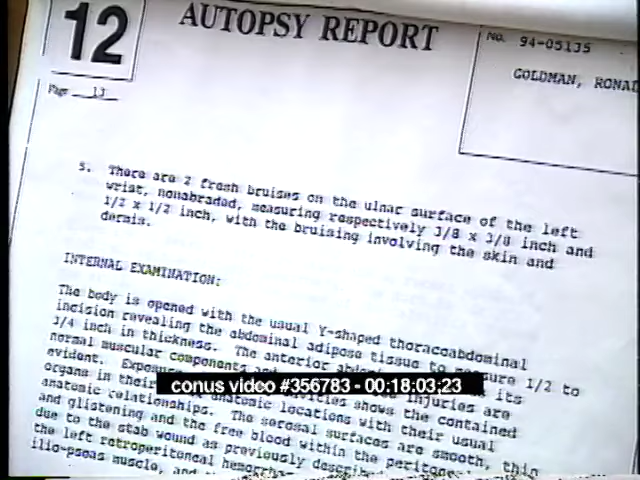 12
AUTOPSY REPORT
No. 94-05135
GOLDMAN, RONAL
Page 13
5. There are 2 fresh bruises on the ulnar surface of the left
wrist, nonabraded, measuring respectively 3/8 x 3/8 inch and
1/2 x 1/2 inch, with the bruising involving the skin and
dermis.
INTERNAL EXAMINATION:
The body is opened with the usual Y-shaped thoracoabdominal
incision revealing the abdominal adipose tissue to measure 1/2 to
3/4 inch in thickness. The anterior its
normal muscular components and injuries are
evident. shows the contained
organs in their anatomic locations with their usual
anatomic relationships. The serosal surfaces are smooth, thin
and glistening and the free blood within the
due to the stab wound as previously
the left retroperitoneal
ilio-psoas muscle, and
conus video #356783 - 00:18:03;23